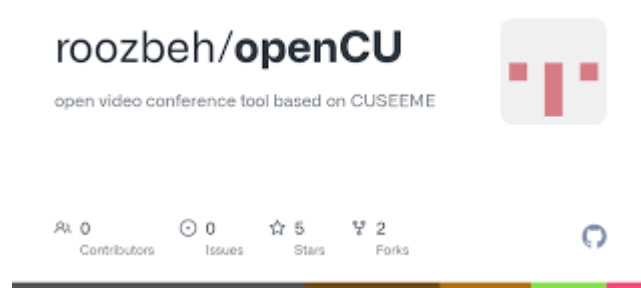 roozbeh/openCU
open video conference tool based on CUSEEME
0 0 5 2
Contributors Issues Stars Forks